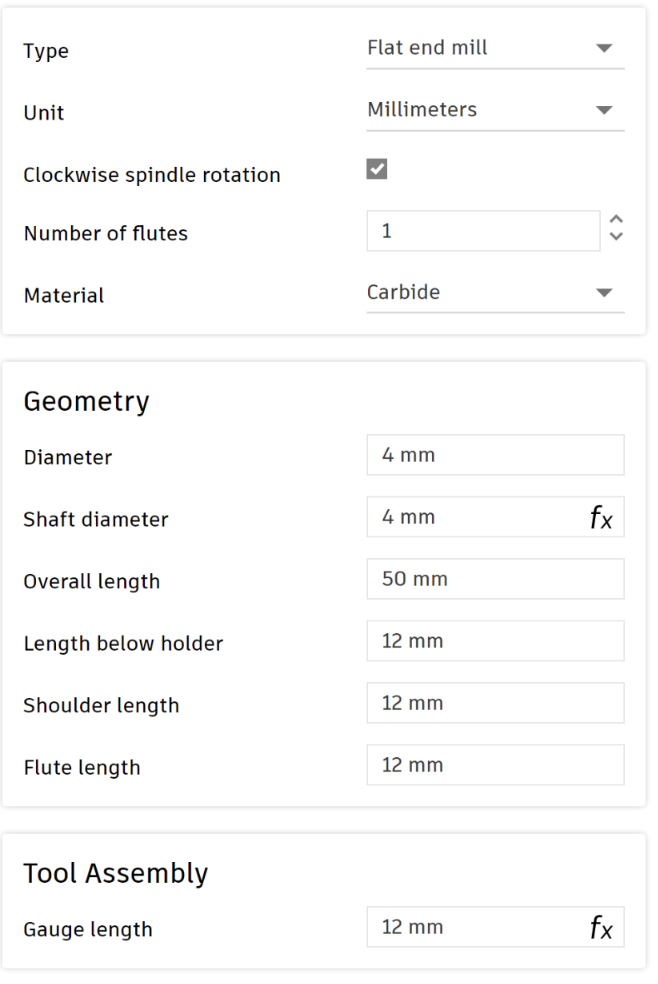 Type Flat end mill
Unit Millimeters
Clockwise spindle rotation
Number of flutes 1
Material Carbide
Geometry
Diameter 4 mm
Shaft diameter 4 mm fx
Overall length 50 mm
Length below holder 12 mm
Shoulder length 12 mm
Flute length 12 mm
Tool Assembly
Gauge length 12 mm fx